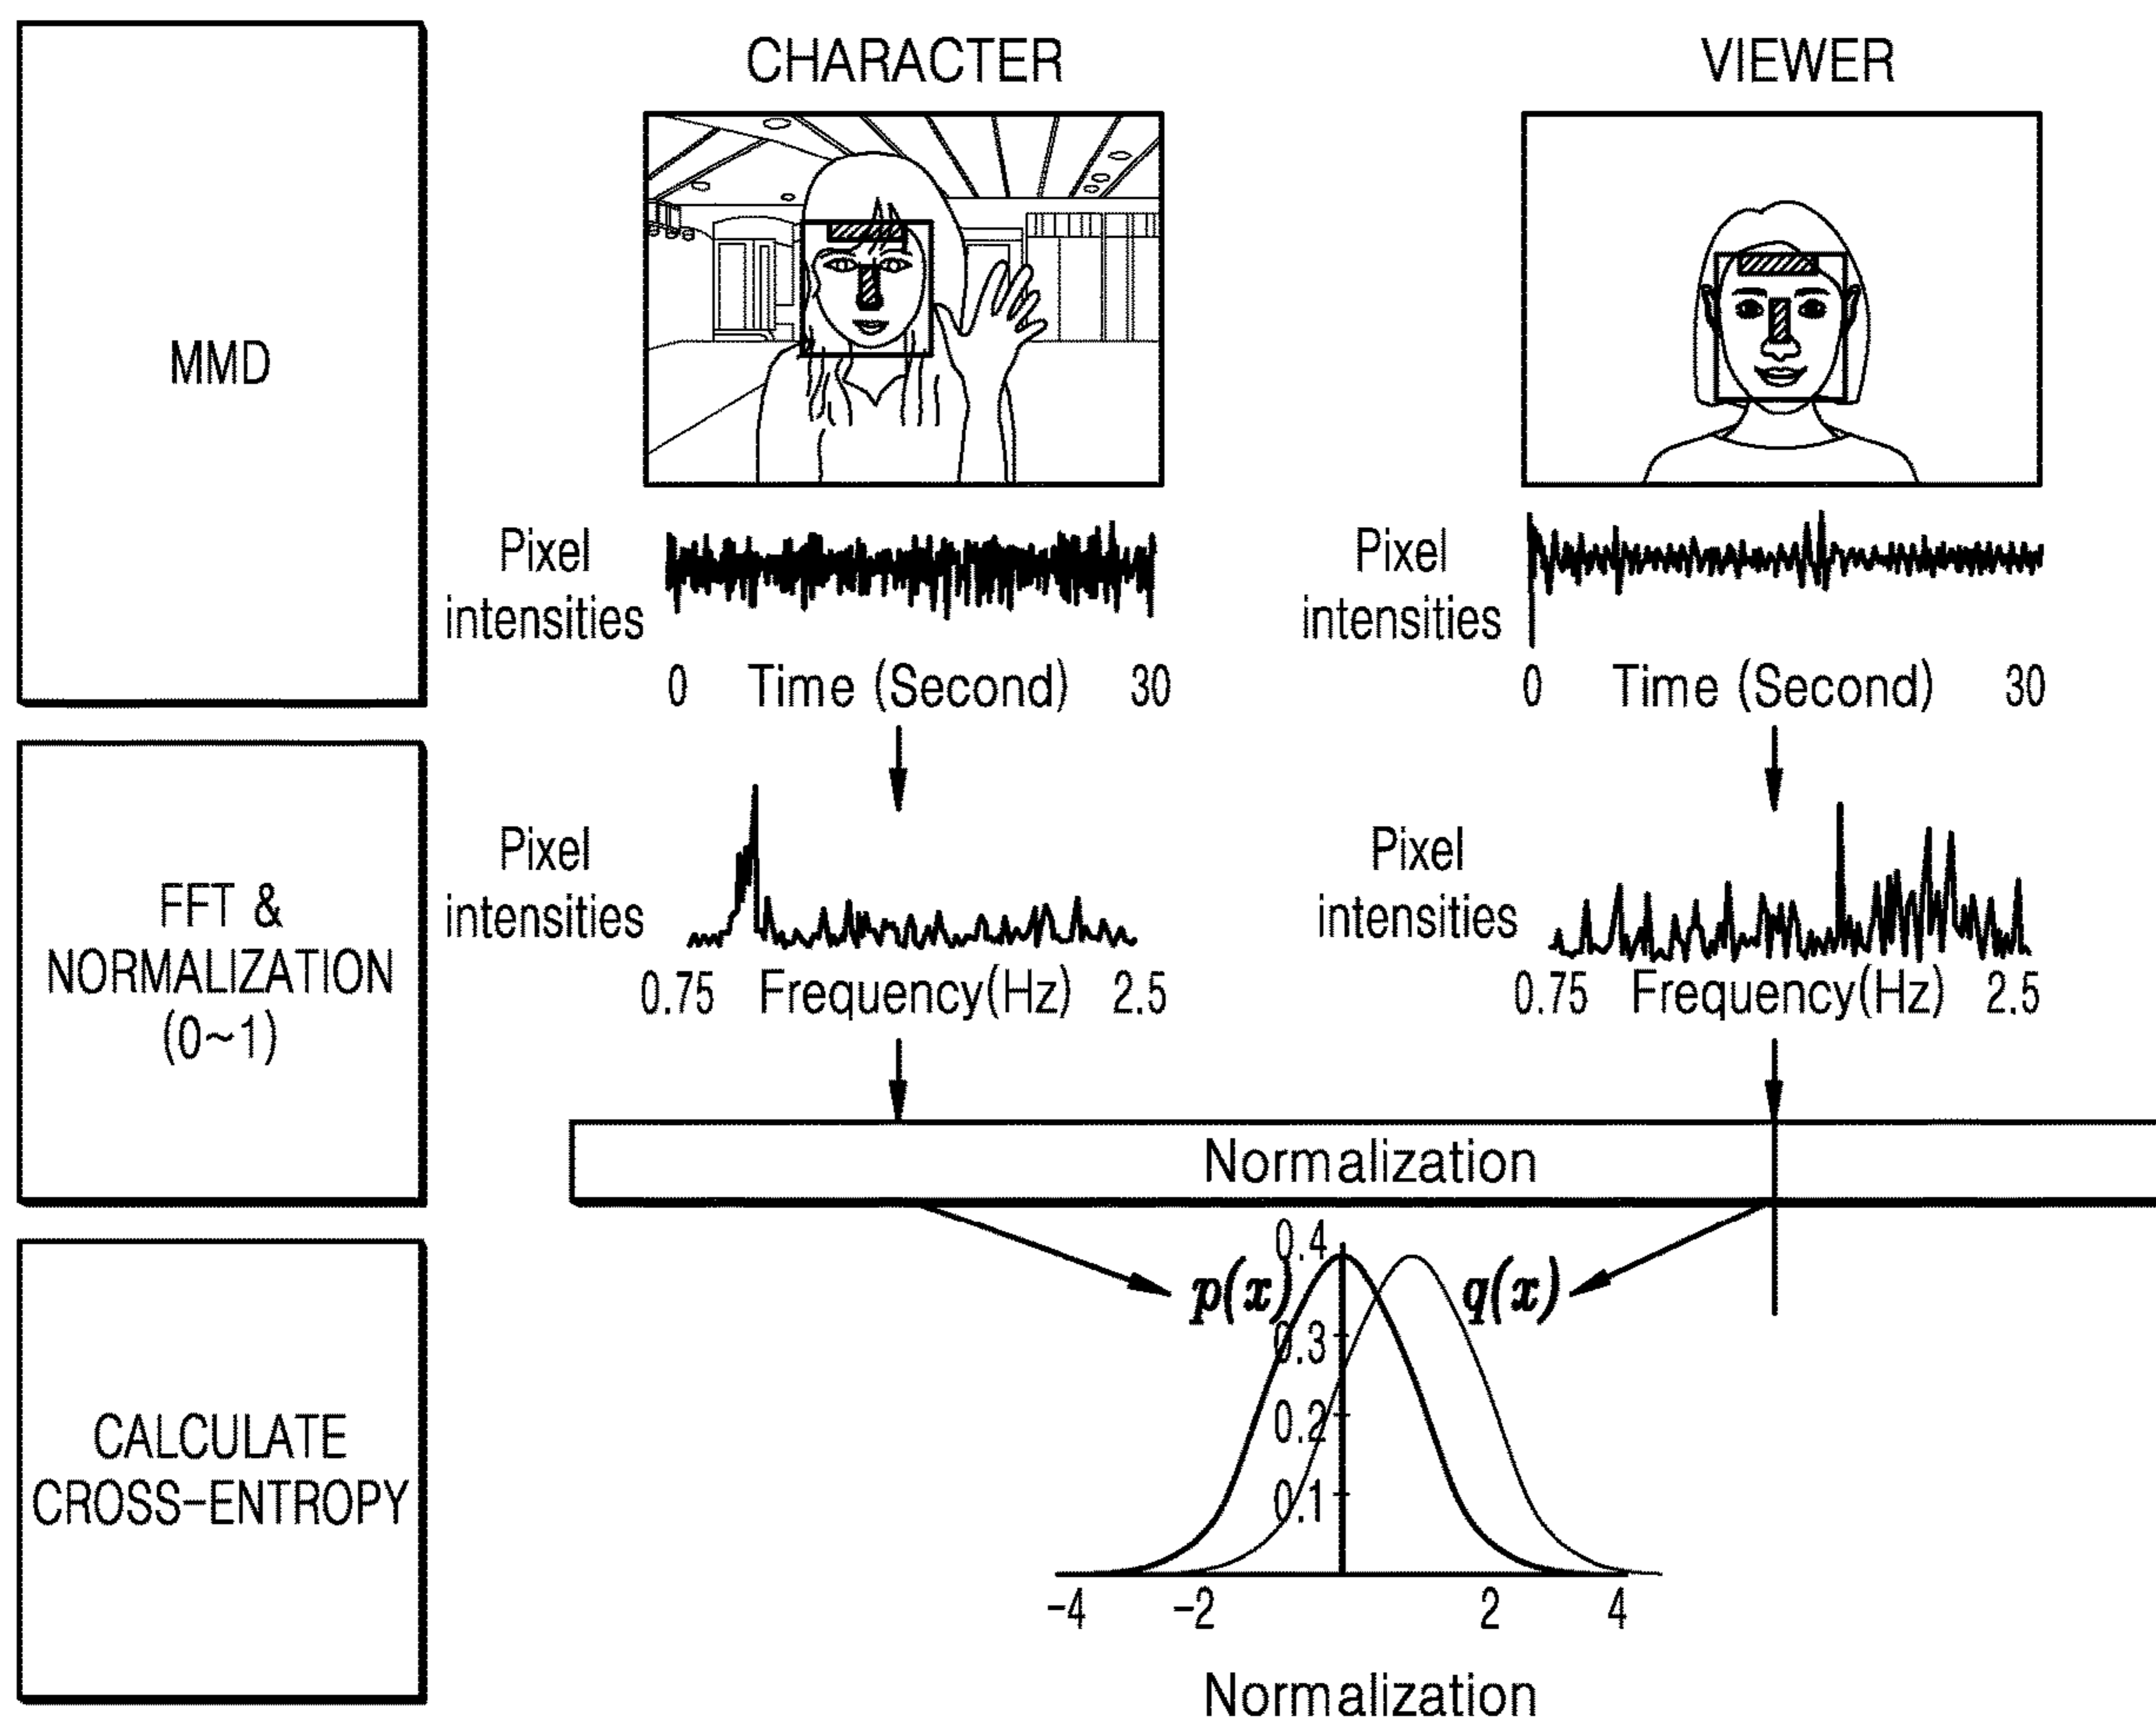 CHARACTER
VIEWER
MMD
Pixel
intensities
0 Time (Second) 30
Pixel
intensities
0 Time (Second) 30
FFT &
NORMALIZATION
(0~1)
Pixel
intensities
0.75 Frequency(Hz) 2.5
Pixel
intensities
0.75 Frequency(Hz) 2.5
Normalization
CALCULATE
CROSS-ENTROPY
p(x)
q(x)
0.4
0.3
0.2
0.1
-4 -2 2 4
Normalization